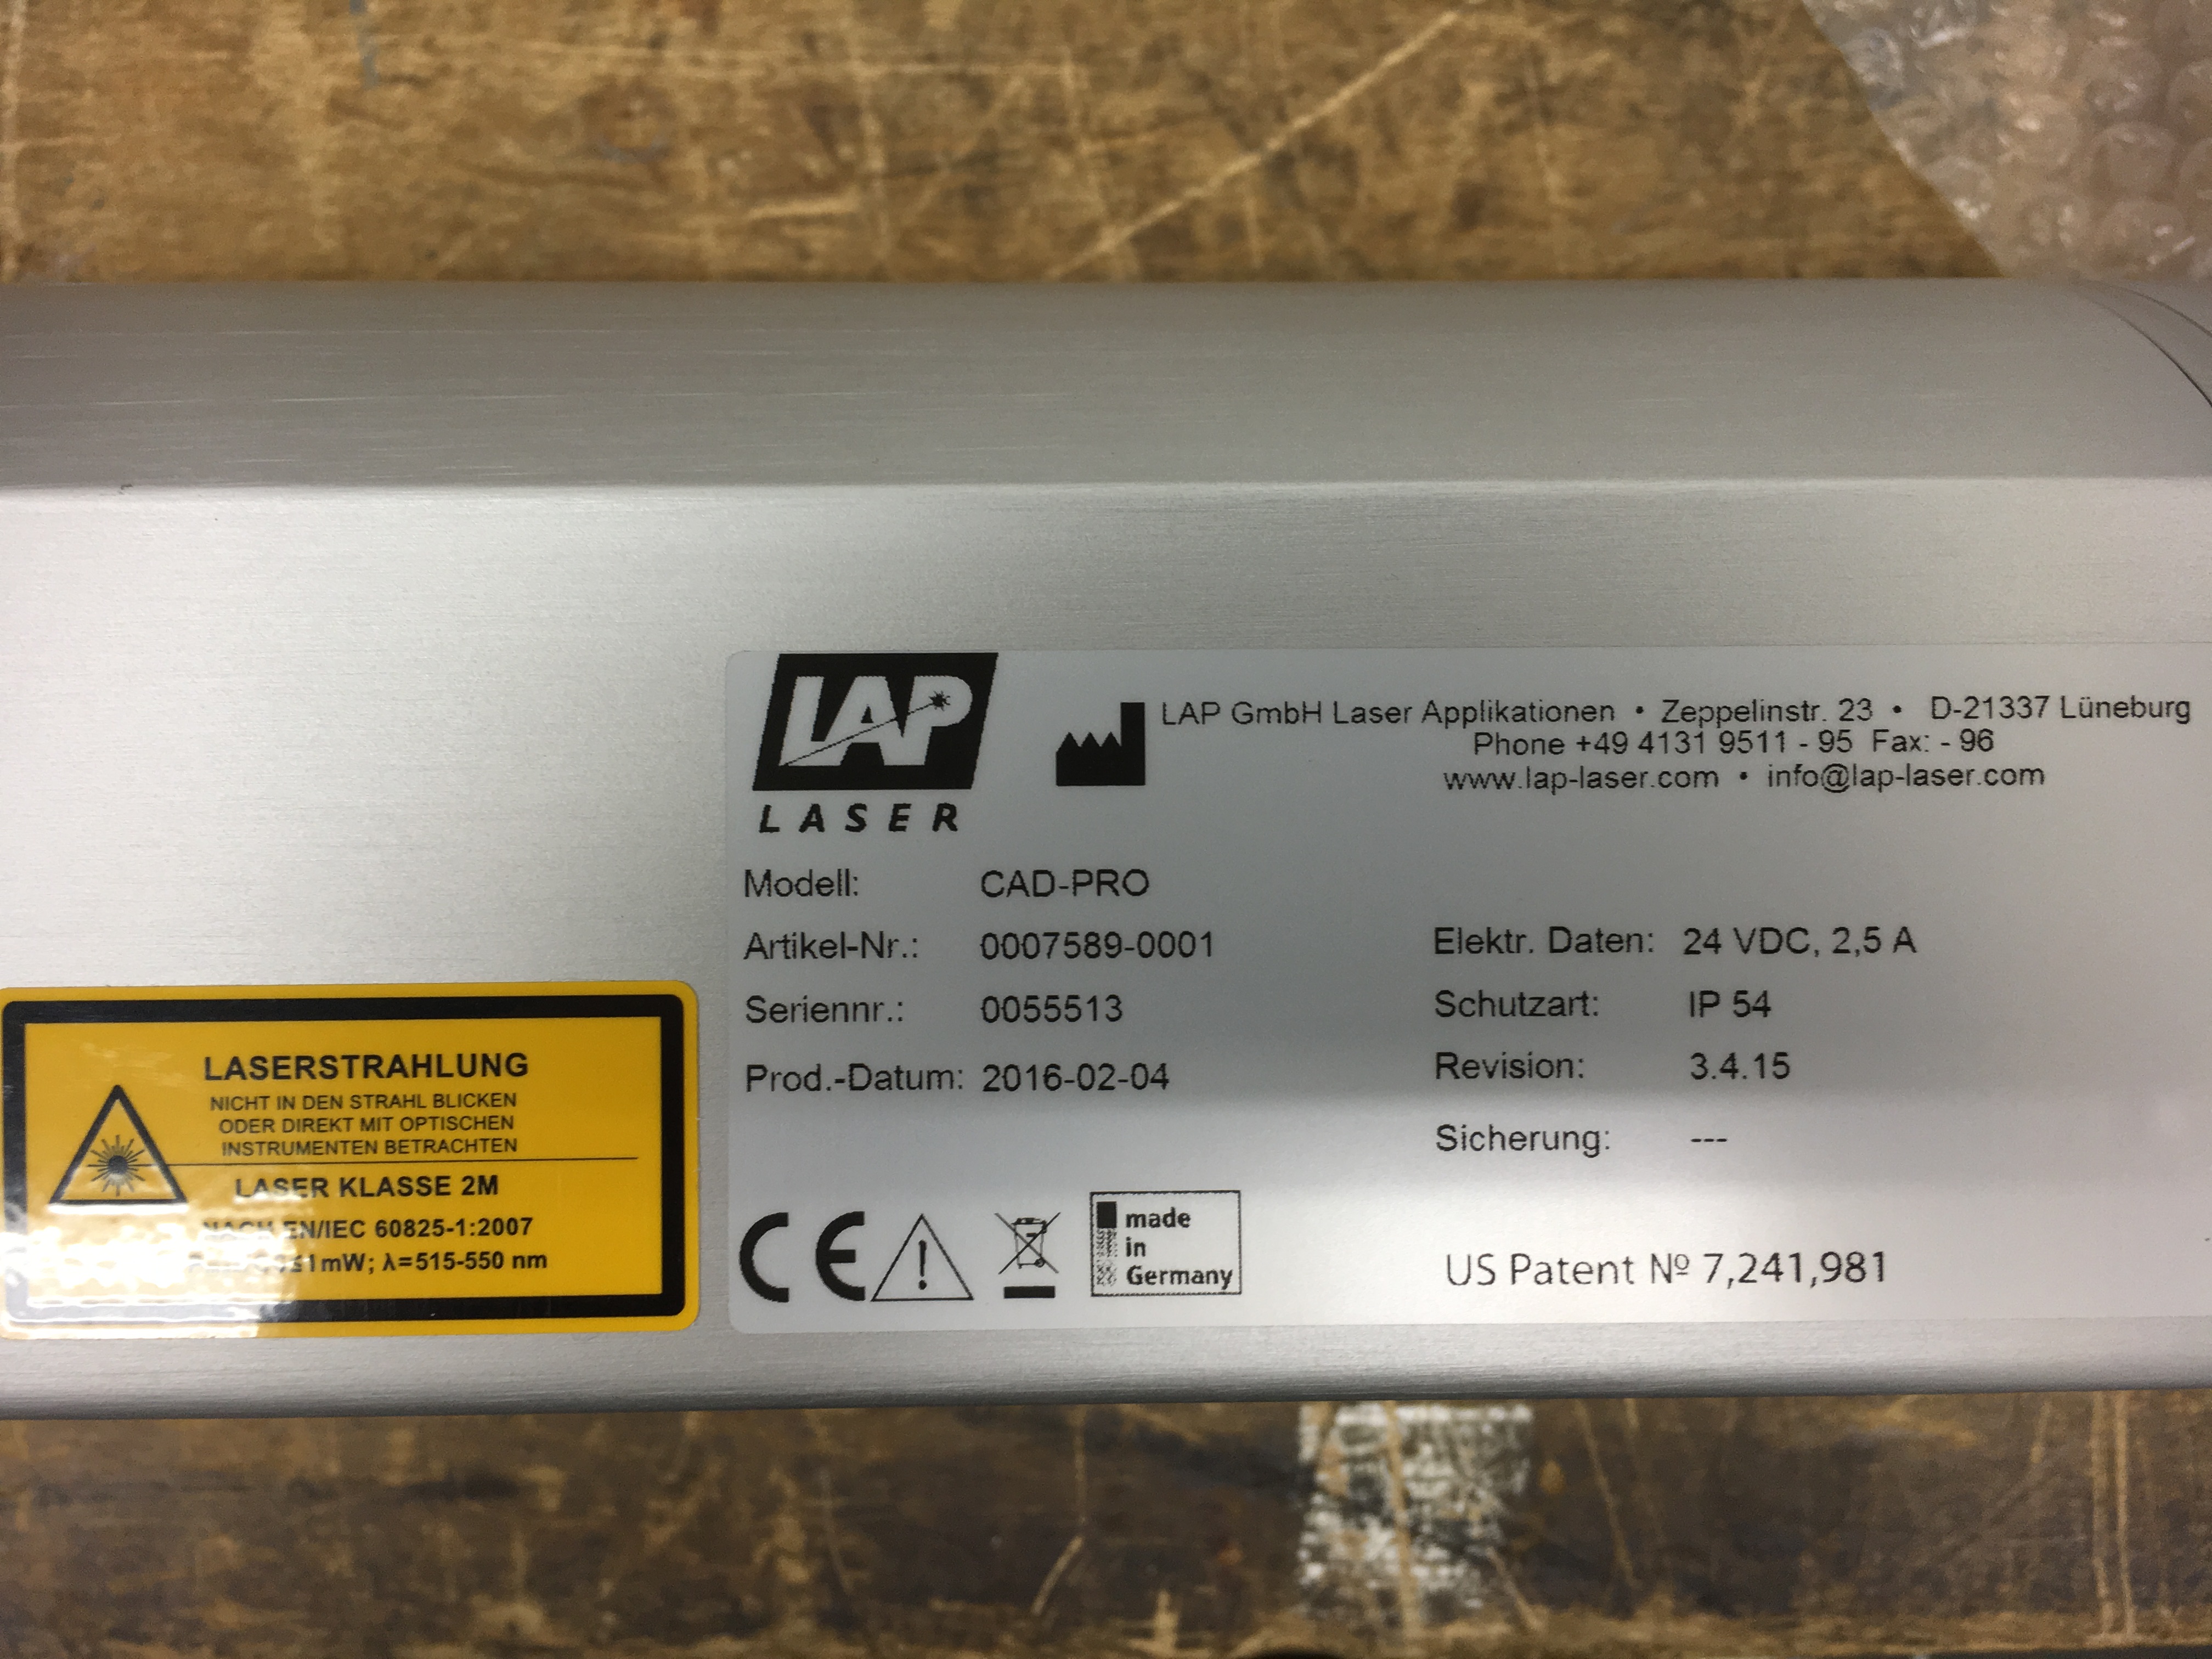 LAP
LASER
LAP GmbH Laser Applikationen • Zeppelinstr. 23 • D-21337 Lüneburg
Phone +49 4131 9511 - 95 Fax: - 96
www.lap-laser.com • info@lap-laser.com
Modell: CAD-PRO
Artikel-Nr.: 0007589-0001
Seriennr.: 0055513
Prod.-Datum: 2016-02-04
Elektr. Daten: 24 VDC, 2,5 A
Schutzart: IP 54
Revision: 3.4.15
Sicherung: ---
CE
made
in
Germany
US Patent Nº 7,241,981
LASERSTRAHLUNG
NICHT IN DEN STRAHL BLICKEN
ODER DIREKT MIT OPTISCHEN
INSTRUMENTEN BETRACHTEN
LASER KLASSE 2M
NACH EN/IEC 60825-1:2007
≤1mW; λ=515-550 nm